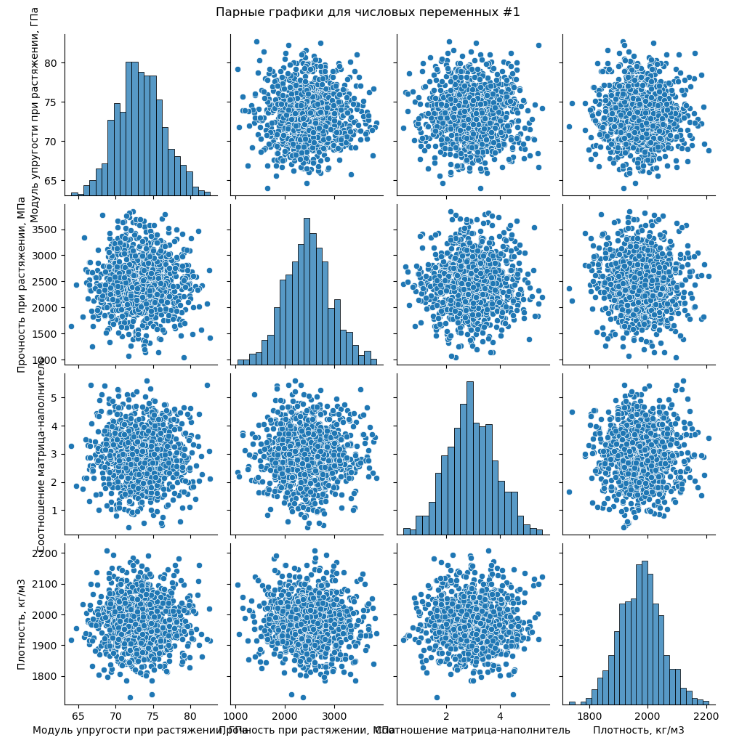 Парные графики для числовых переменных #1
Модуль упругости при растяжении, ГПа
80
75
70
65
Прочность при растяжении, МПа
3500
3000
2500
2000
1500
1000
Соотношение матрица-наполнитель
5
4
3
2
1
Плотность, кг/м3
2200
2100
2000
1900
1800
65 70 75 80
1000 2000 3000
2 4
1800 2000 2200
Модуль упругости при растяжении, ГПа
Прочность при растяжении, МПа
Соотношение матрица-наполнитель
Плотность, кг/м3